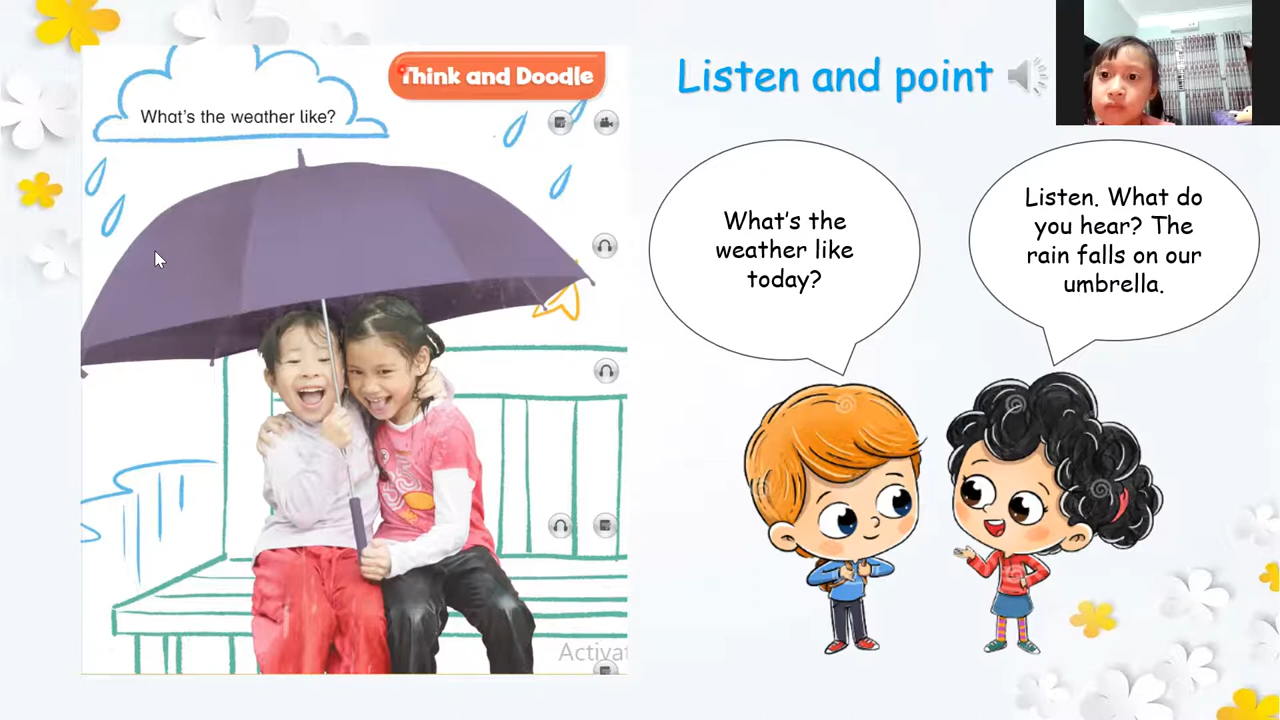 Think and Doodle
What's the weather like?
Listen and point
What's the
weather like
today?
Listen. What do
you hear? The
rain falls on our
umbrella.